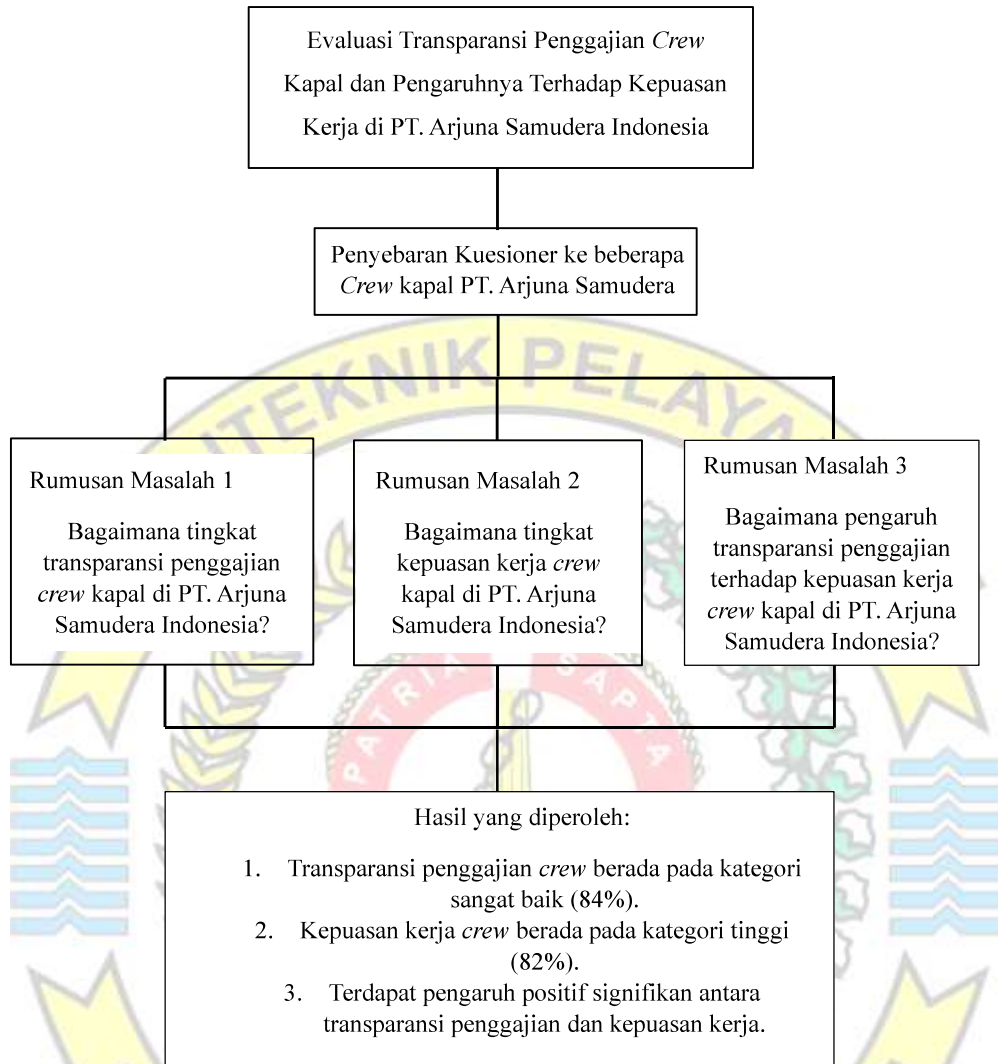 Evaluasi Transparansi Penggajian Crew
Kapal dan Pengaruhnya Terhadap Kepuasan
Kerja di PT. Arjuna Samudera Indonesia
Penyebaran Kuesioner ke beberapa
Crew kapal PT. Arjuna Samudera
ITEKNIK PELAYA
Rumusan Masalah 1
Bagaimana tingkat
transparansi penggajian
crew kapal di PT. Arjuna
Samudera Indonesia?
Rumusan Masalah 2
Bagaimana tingkat
kepuasan kerja crew
kapal di PT. Arjuna
Samudera Indonesia?
Rumusan Masalah 3
Bagaimana pengaruh
transparansi penggajian
terhadap kepuasan kerja
crew kapal di PT. Arjuna
Samudera Indonesia?
PATRIA SAPTA
Hasil yang diperoleh:
1. Transparansi penggajian crew berada pada kategori
sangat baik (84%).
2. Kepuasan kerja crew berada pada kategori tinggi
(82%).
3. Terdapat pengaruh positif signifikan antara
transparansi penggajian dan kepuasan kerja.